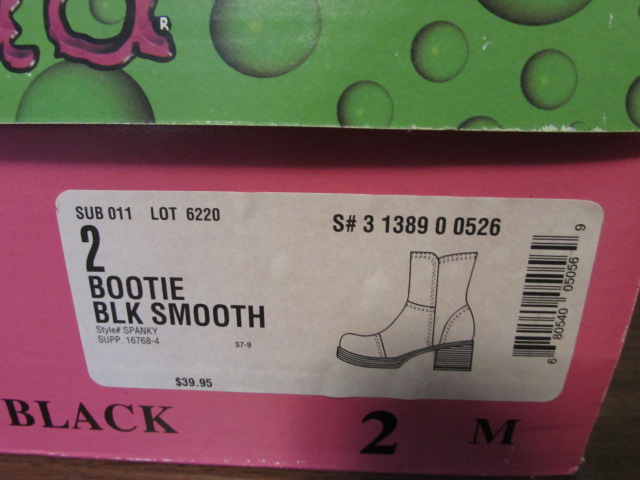 SUB 011 LOT 6220
S# 3 1389 0 0526
2
BOOTIE
BLK SMOOTH
Style# SPANKY
SUPP. 16768-4
S7-9
$39.95
6 80540 05056 9
BLACK 2 M